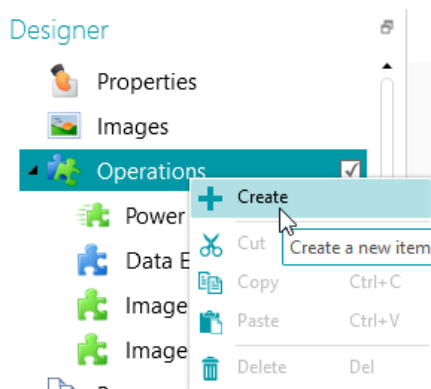 Designer
Properties
Images
Operations
Create
Power
Cut
Create a new item
Data E
Copy Ctrl+C
Image
Paste Ctrl+V
Image
Delete Del